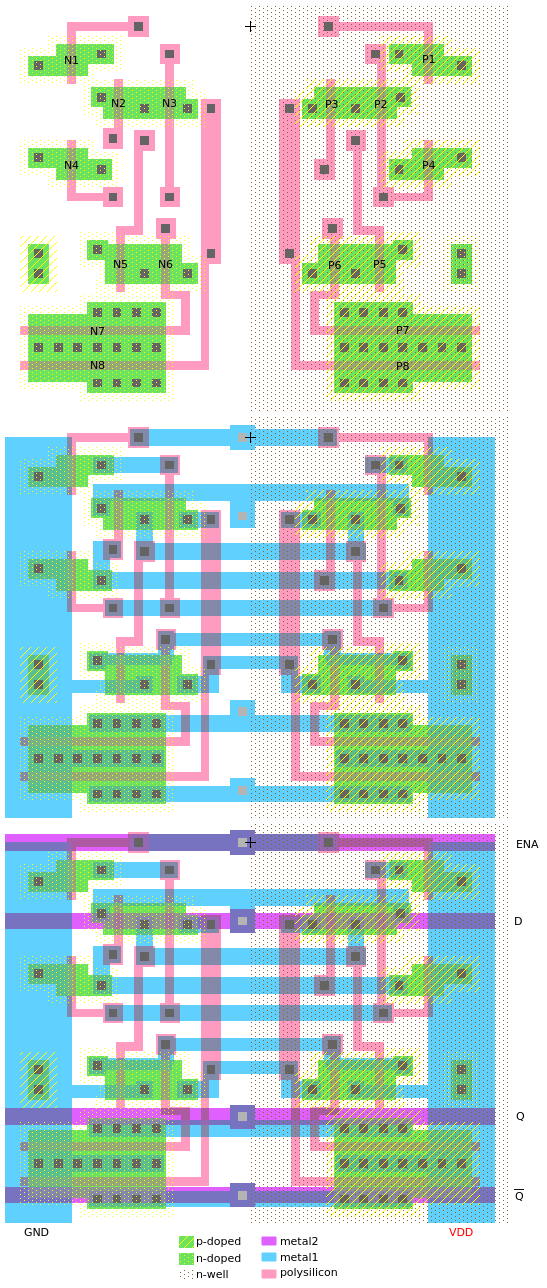 N1
P1
N2
N3
P3
P2
N4
P4
N5
N6
P6
P5
N7
P7
N8
P8
ENA
D
Q
Q̅
GND
VDD
p-doped
metal2
n-doped
metal1
n-well
polysilicon